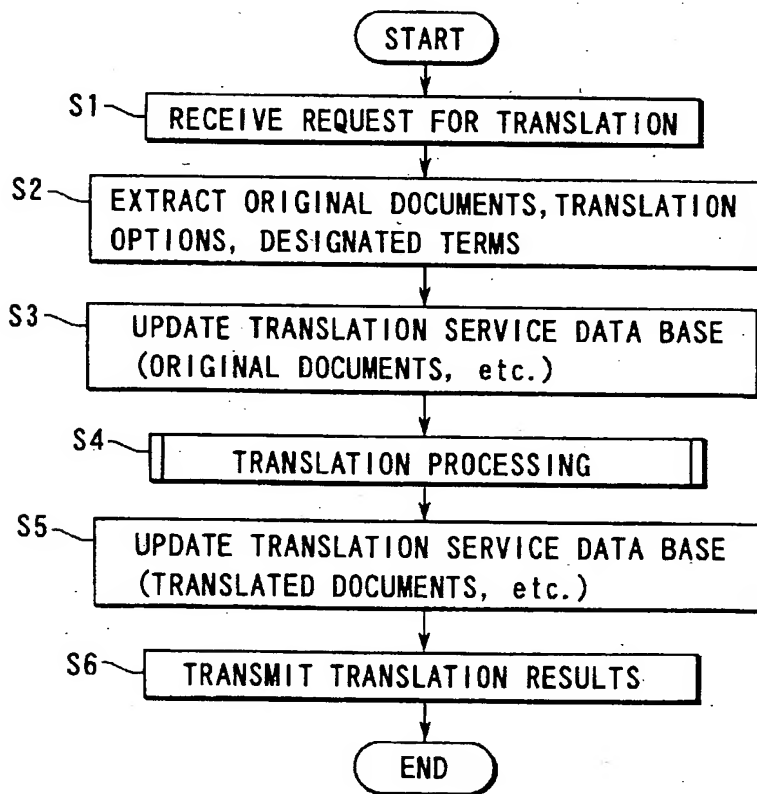 START
S1
RECEIVE REQUEST FOR TRANSLATION
S2
EXTRACT ORIGINAL DOCUMENTS, TRANSLATION
OPTIONS, DESIGNATED TERMS
S3
UPDATE TRANSLATION SERVICE DATA BASE
(ORIGINAL DOCUMENTS, etc.)
S4
TRANSLATION PROCESSING
S5
UPDATE TRANSLATION SERVICE DATA BASE
(TRANSLATED DOCUMENTS, etc.)
S6
TRANSMIT TRANSLATION RESULTS
END